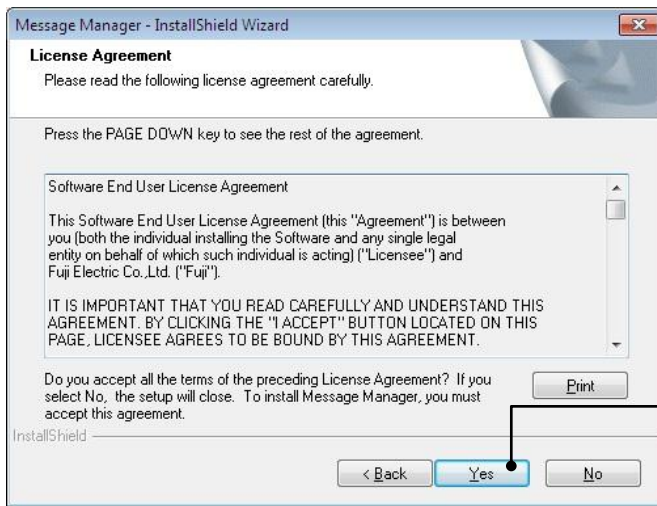 Message Manager - InstallShield Wizard
License Agreement
Please read the following license agreement carefully.
Press the PAGE DOWN key to see the rest of the agreement.
Software End User License Agreement
This Software End User License Agreement (this "Agreement") is between
you (both the individual installing the Software and any single legal
entity on behalf of which such individual is acting) ("Licensee") and
Fuji Electric Co.,Ltd. ("Fuji").
IT IS IMPORTANT THAT YOU READ CAREFULLY AND UNDERSTAND THIS
AGREEMENT. BY CLICKING THE "I ACCEPT" BUTTON LOCATED ON THIS
PAGE, LICENSEE AGREES TO BE BOUND BY THIS AGREEMENT.
Do you accept all the terms of the preceding License Agreement? If you
select No, the setup will close. To install Message Manager, you must
accept this agreement.
Print
InstallShield
< Back Yes No